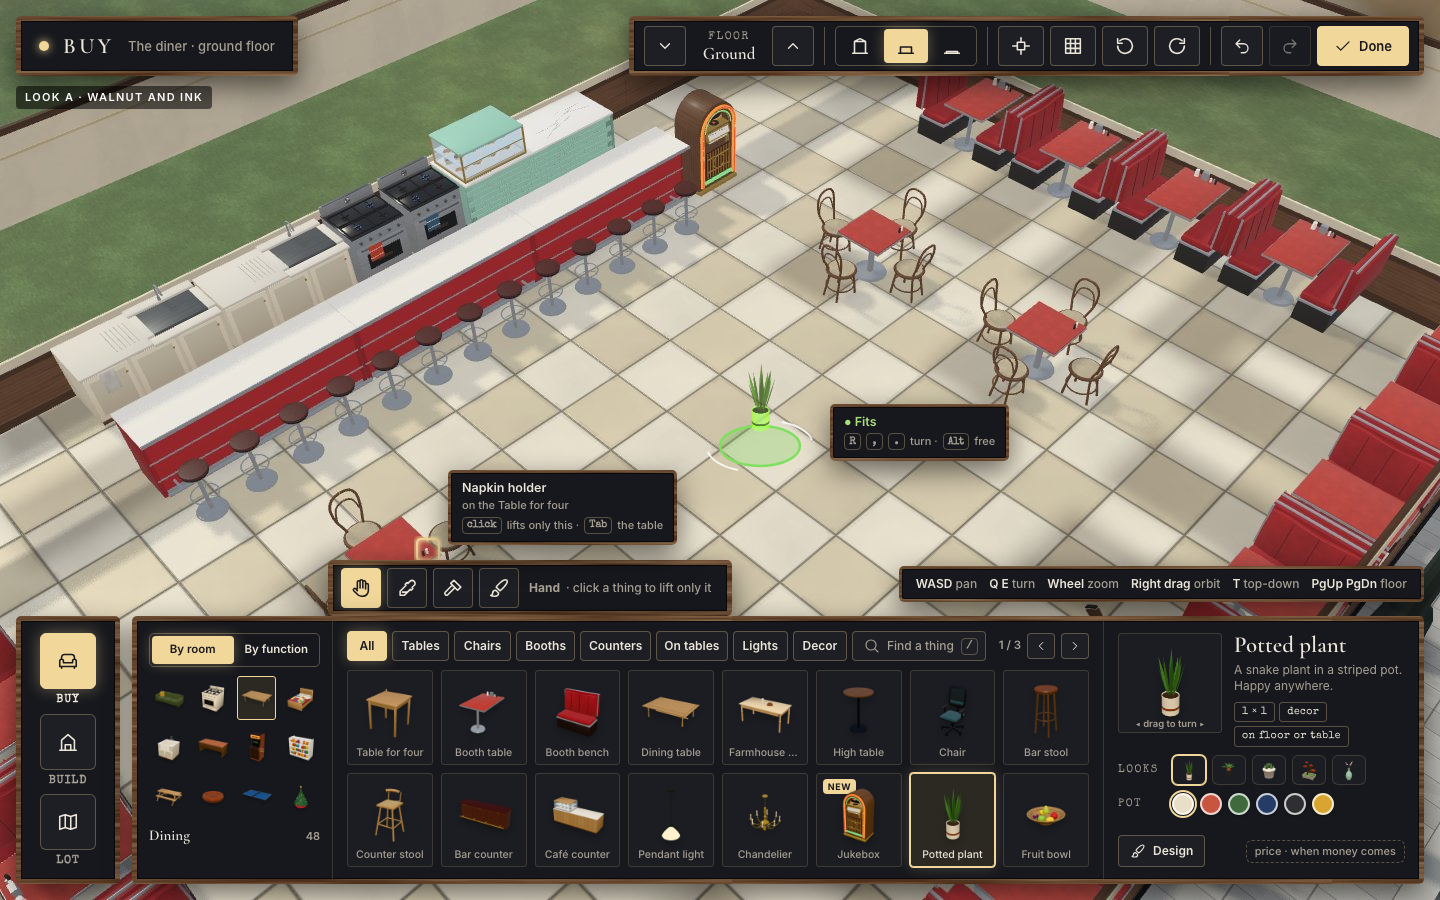 BUY The diner · ground floor
LOOK A · WALNUT AND INK
FLOOR
Ground
Done
• Fits
R , . turn · Alt free
Napkin holder
on the Table for four
click lifts only this · Tab the table
Hand · click a thing to lift only it
WASD pan Q E turn Wheel zoom Right drag orbit T top-down PgUp PgDn floor
BUY
BUILD
LOT
By room By function
Dining 48
All Tables Chairs Booths Counters On tables Lights Decor Find a thing / 1 / 3
Table for four Booth table Booth bench Dining table Farmhouse ... High table Chair Bar stool
NEW
Counter stool Bar counter Café counter Pendant light Chandelier Jukebox Potted plant Fruit bowl
◂ drag to turn ▸
Potted plant
A snake plant in a striped pot.
Happy anywhere.
1 × 1 decor
on floor or table
LOOKS
POT
Design price · when money comes